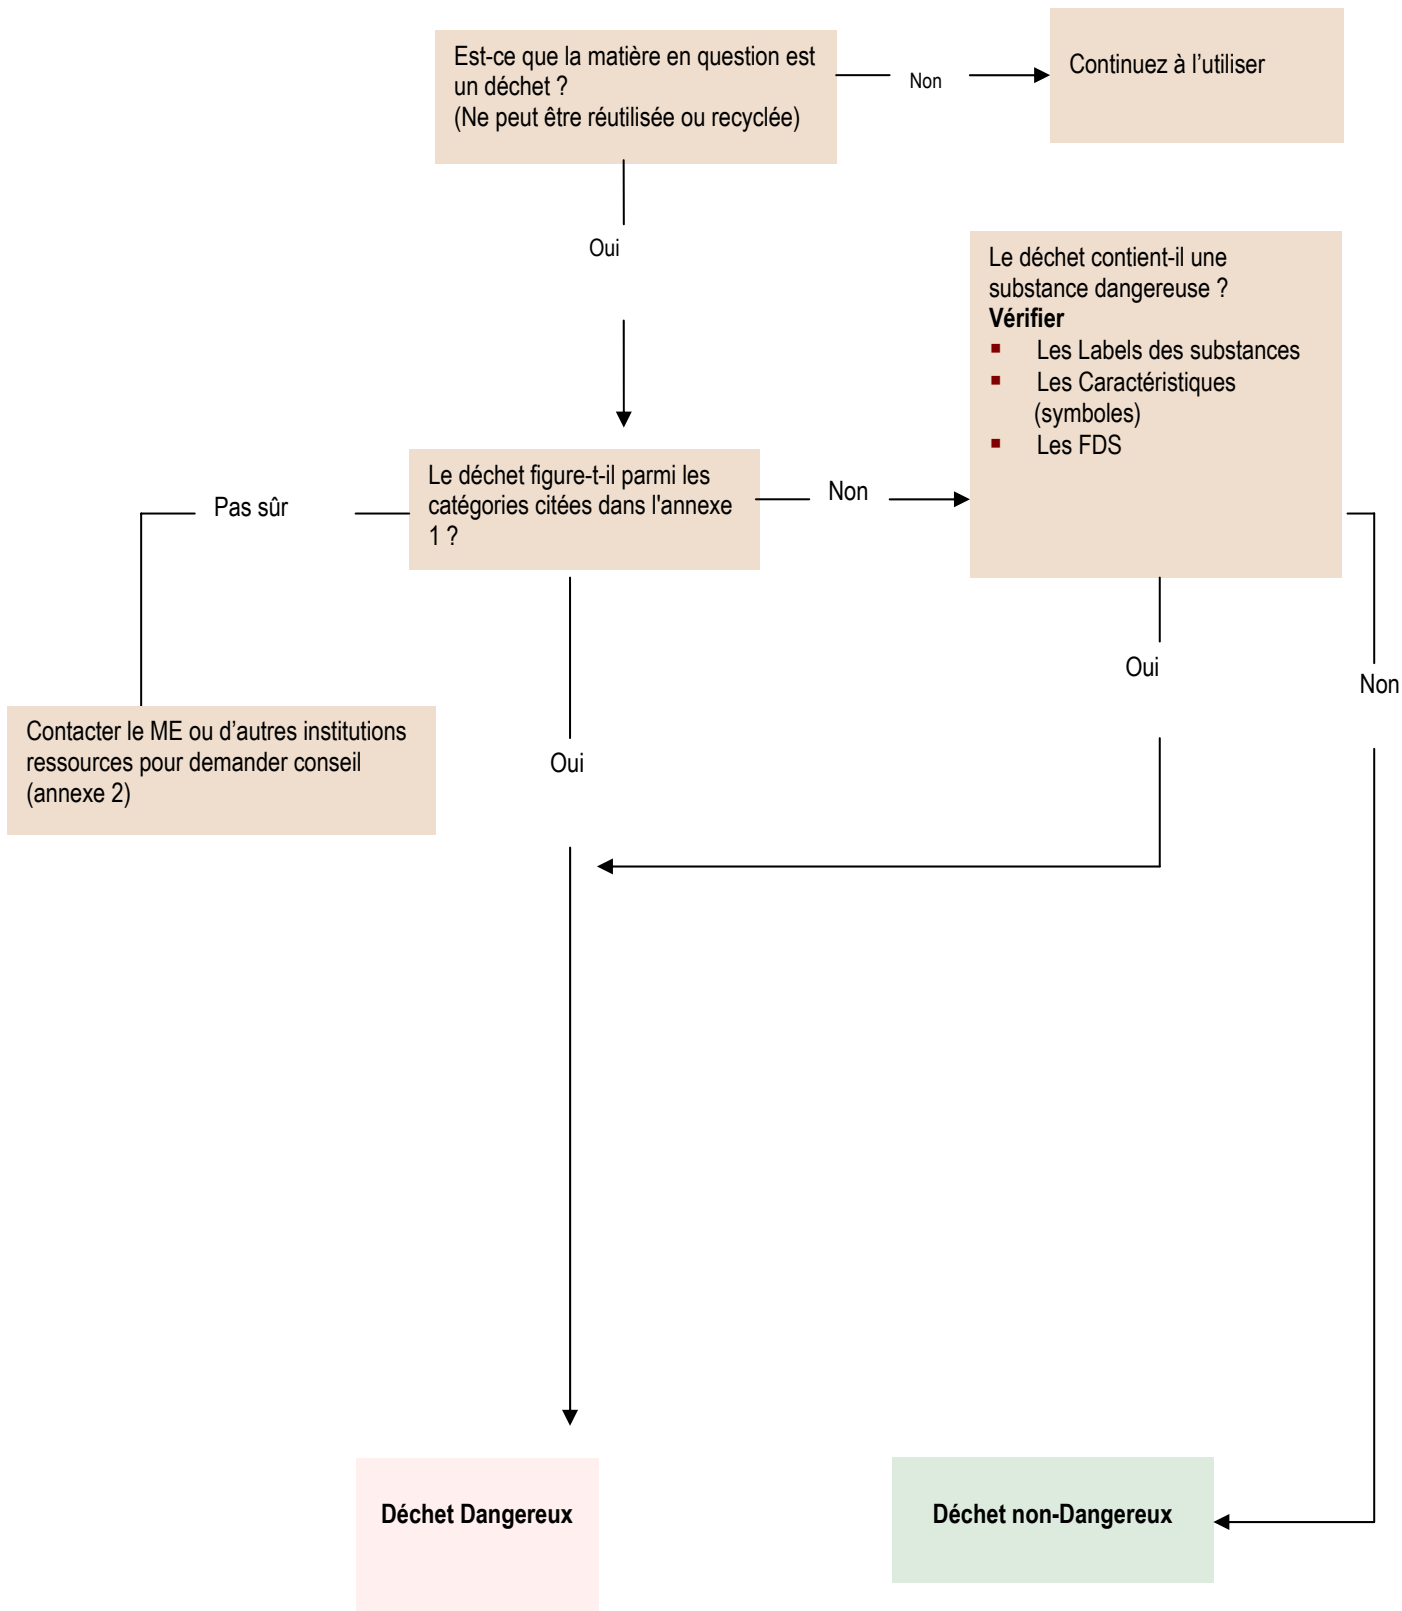 Est-ce que la matière en question est
un déchet ?
(Ne peut être réutilisée ou recyclée)
Non
Continuez à l’utiliser
Oui
Le déchet contient-il une
substance dangereuse ?
Vérifier
▪ Les Labels des substances
▪ Les Caractéristiques
(symboles)
▪ Les FDS
Le déchet figure-t-il parmi les
catégories citées dans l'annexe
1 ?
Non
Pas sûr
Oui
Non
Contacter le ME ou d’autres institutions
ressources pour demander conseil
(annexe 2)
Oui
Déchet Dangereux
Déchet non-Dangereux